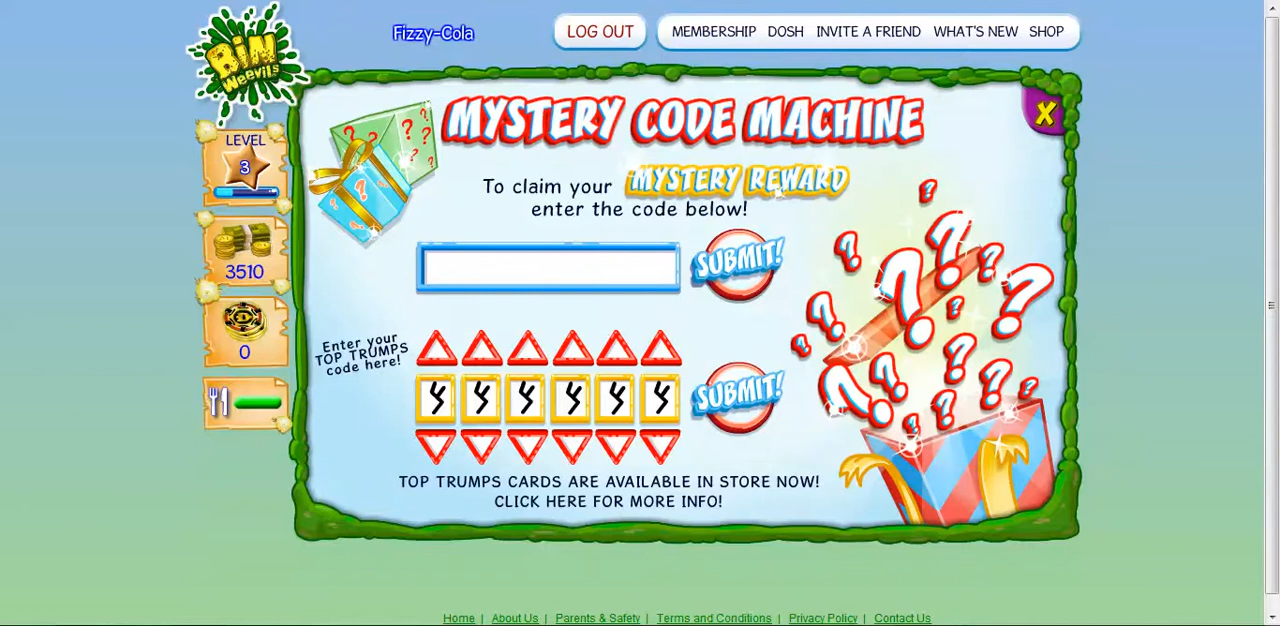 BiN
Weevils
Fizzy-Cola
LOG OUT
MEMBERSHIP DOSH INVITE A FRIEND WHAT'S NEW SHOP
LEVEL
3
3510
0
X
MYSTERY CODE MACHINE
To claim your MYSTERY REWARD
enter the code below!
SUBMIT!
Enter your
TOP TRUMPS
code here!
SUBMIT!
TOP TRUMPS CARDS ARE AVAILABLE IN STORE NOW!
CLICK HERE FOR MORE INFO!
Home | About Us | Parents & Safety | Terms and Conditions | Privacy Policy | Contact Us